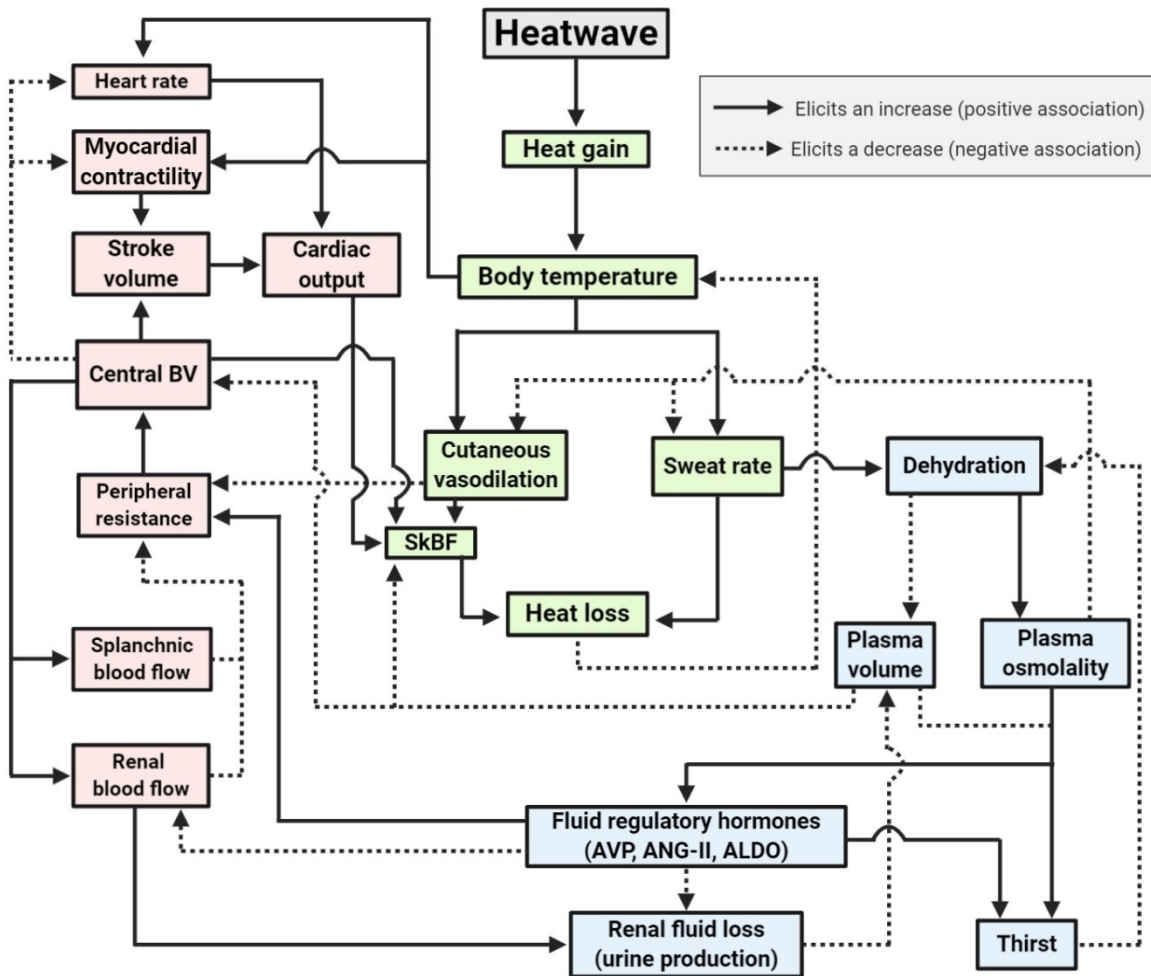 Heatwave
Heart rate
Elicits an increase (positive association)
Elicits a decrease (negative association)
Myocardial
contractility
Heat gain
Stroke
volume
Cardiac
output
Body temperature
Central BV
Cutaneous
vasodilation
Sweat rate
Dehydration
Peripheral
resistance
SkBF
Heat loss
Splanchnic
blood flow
Plasma
volume
Plasma
osmolality
Renal
blood flow
Fluid regulatory hormones
(AVP, ANG-II, ALDO)
Renal fluid loss
(urine production)
Thirst